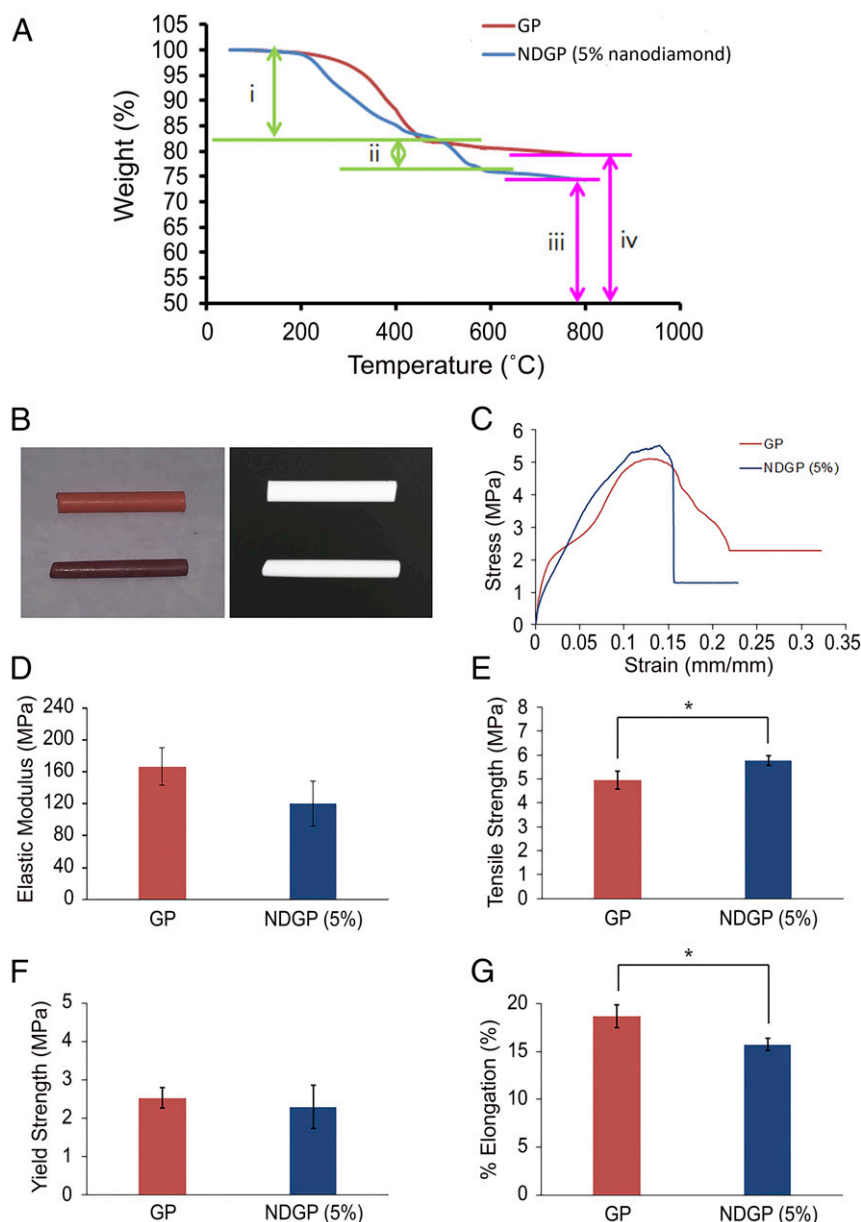 A
GP
NDGP (5% nanodiamond)
105
100
95
90
85
80
75
70
65
60
55
50
Weight (%)
i
ii
iii
iv
0
200
400
600
800
1000
Temperature (˚C)
B
C
GP
NDGP (5%)
6
5
4
3
2
1
0
Stress (MPa)
0
0.05
0.1
0.15
0.2
0.25
0.3
0.35
Strain (mm/mm)
D
240
200
160
120
80
40
0
Elastic Modulus (MPa)
GP
NDGP (5%)
E
8
7
6
5
4
3
2
1
0
Tensile Strength (MPa)
*
GP
NDGP (5%)
F
5
4
3
2
1
0
Yield Strength (MPa)
GP
NDGP (5%)
G
20
15
10
5
0
% Elongation (%)
*
GP
NDGP (5%)